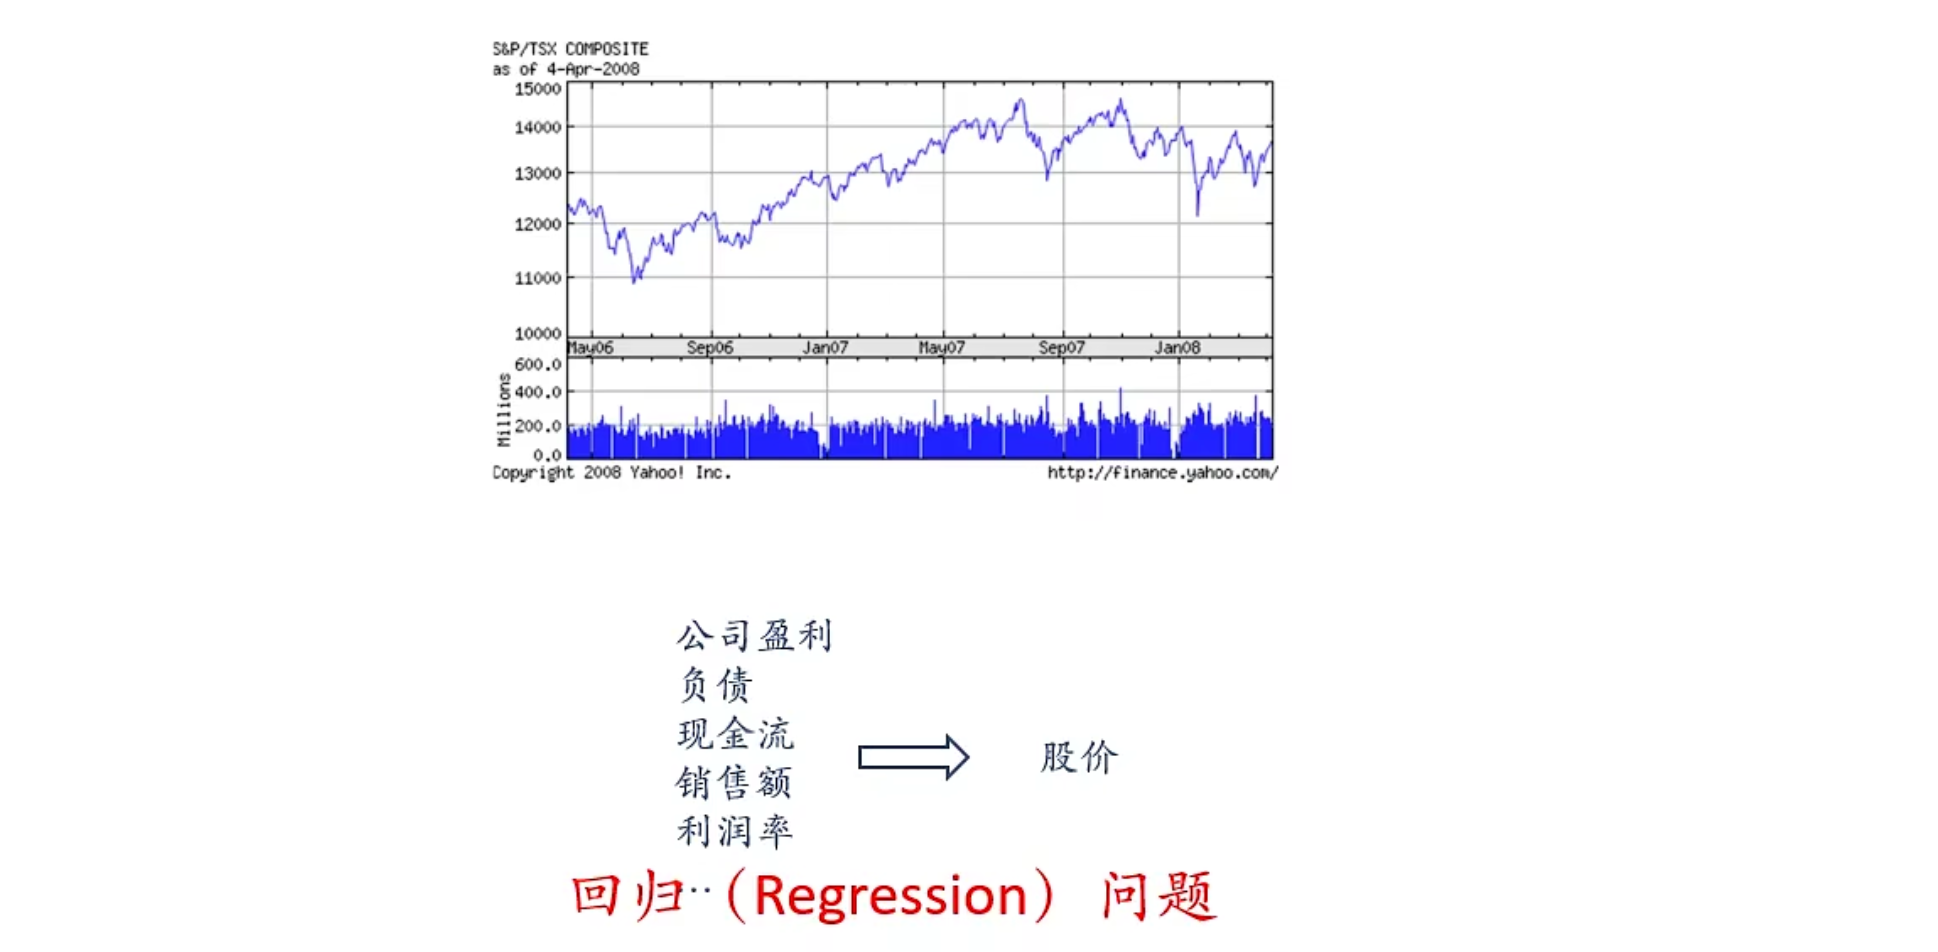 S&P/TSX COMPOSITE
as of 4-Apr-2008
15000
14000
13000
12000
11000
10000
May06 Sep06 Jan07 May07 Sep07 Jan08
600.0
400.0
200.0
0.0
Millions
Copyright 2008 Yahoo! Inc. http://finance.yahoo.com/
公司盈利
负债
现金流
销售额
利润率
股价
…
回归（Regression） 问题